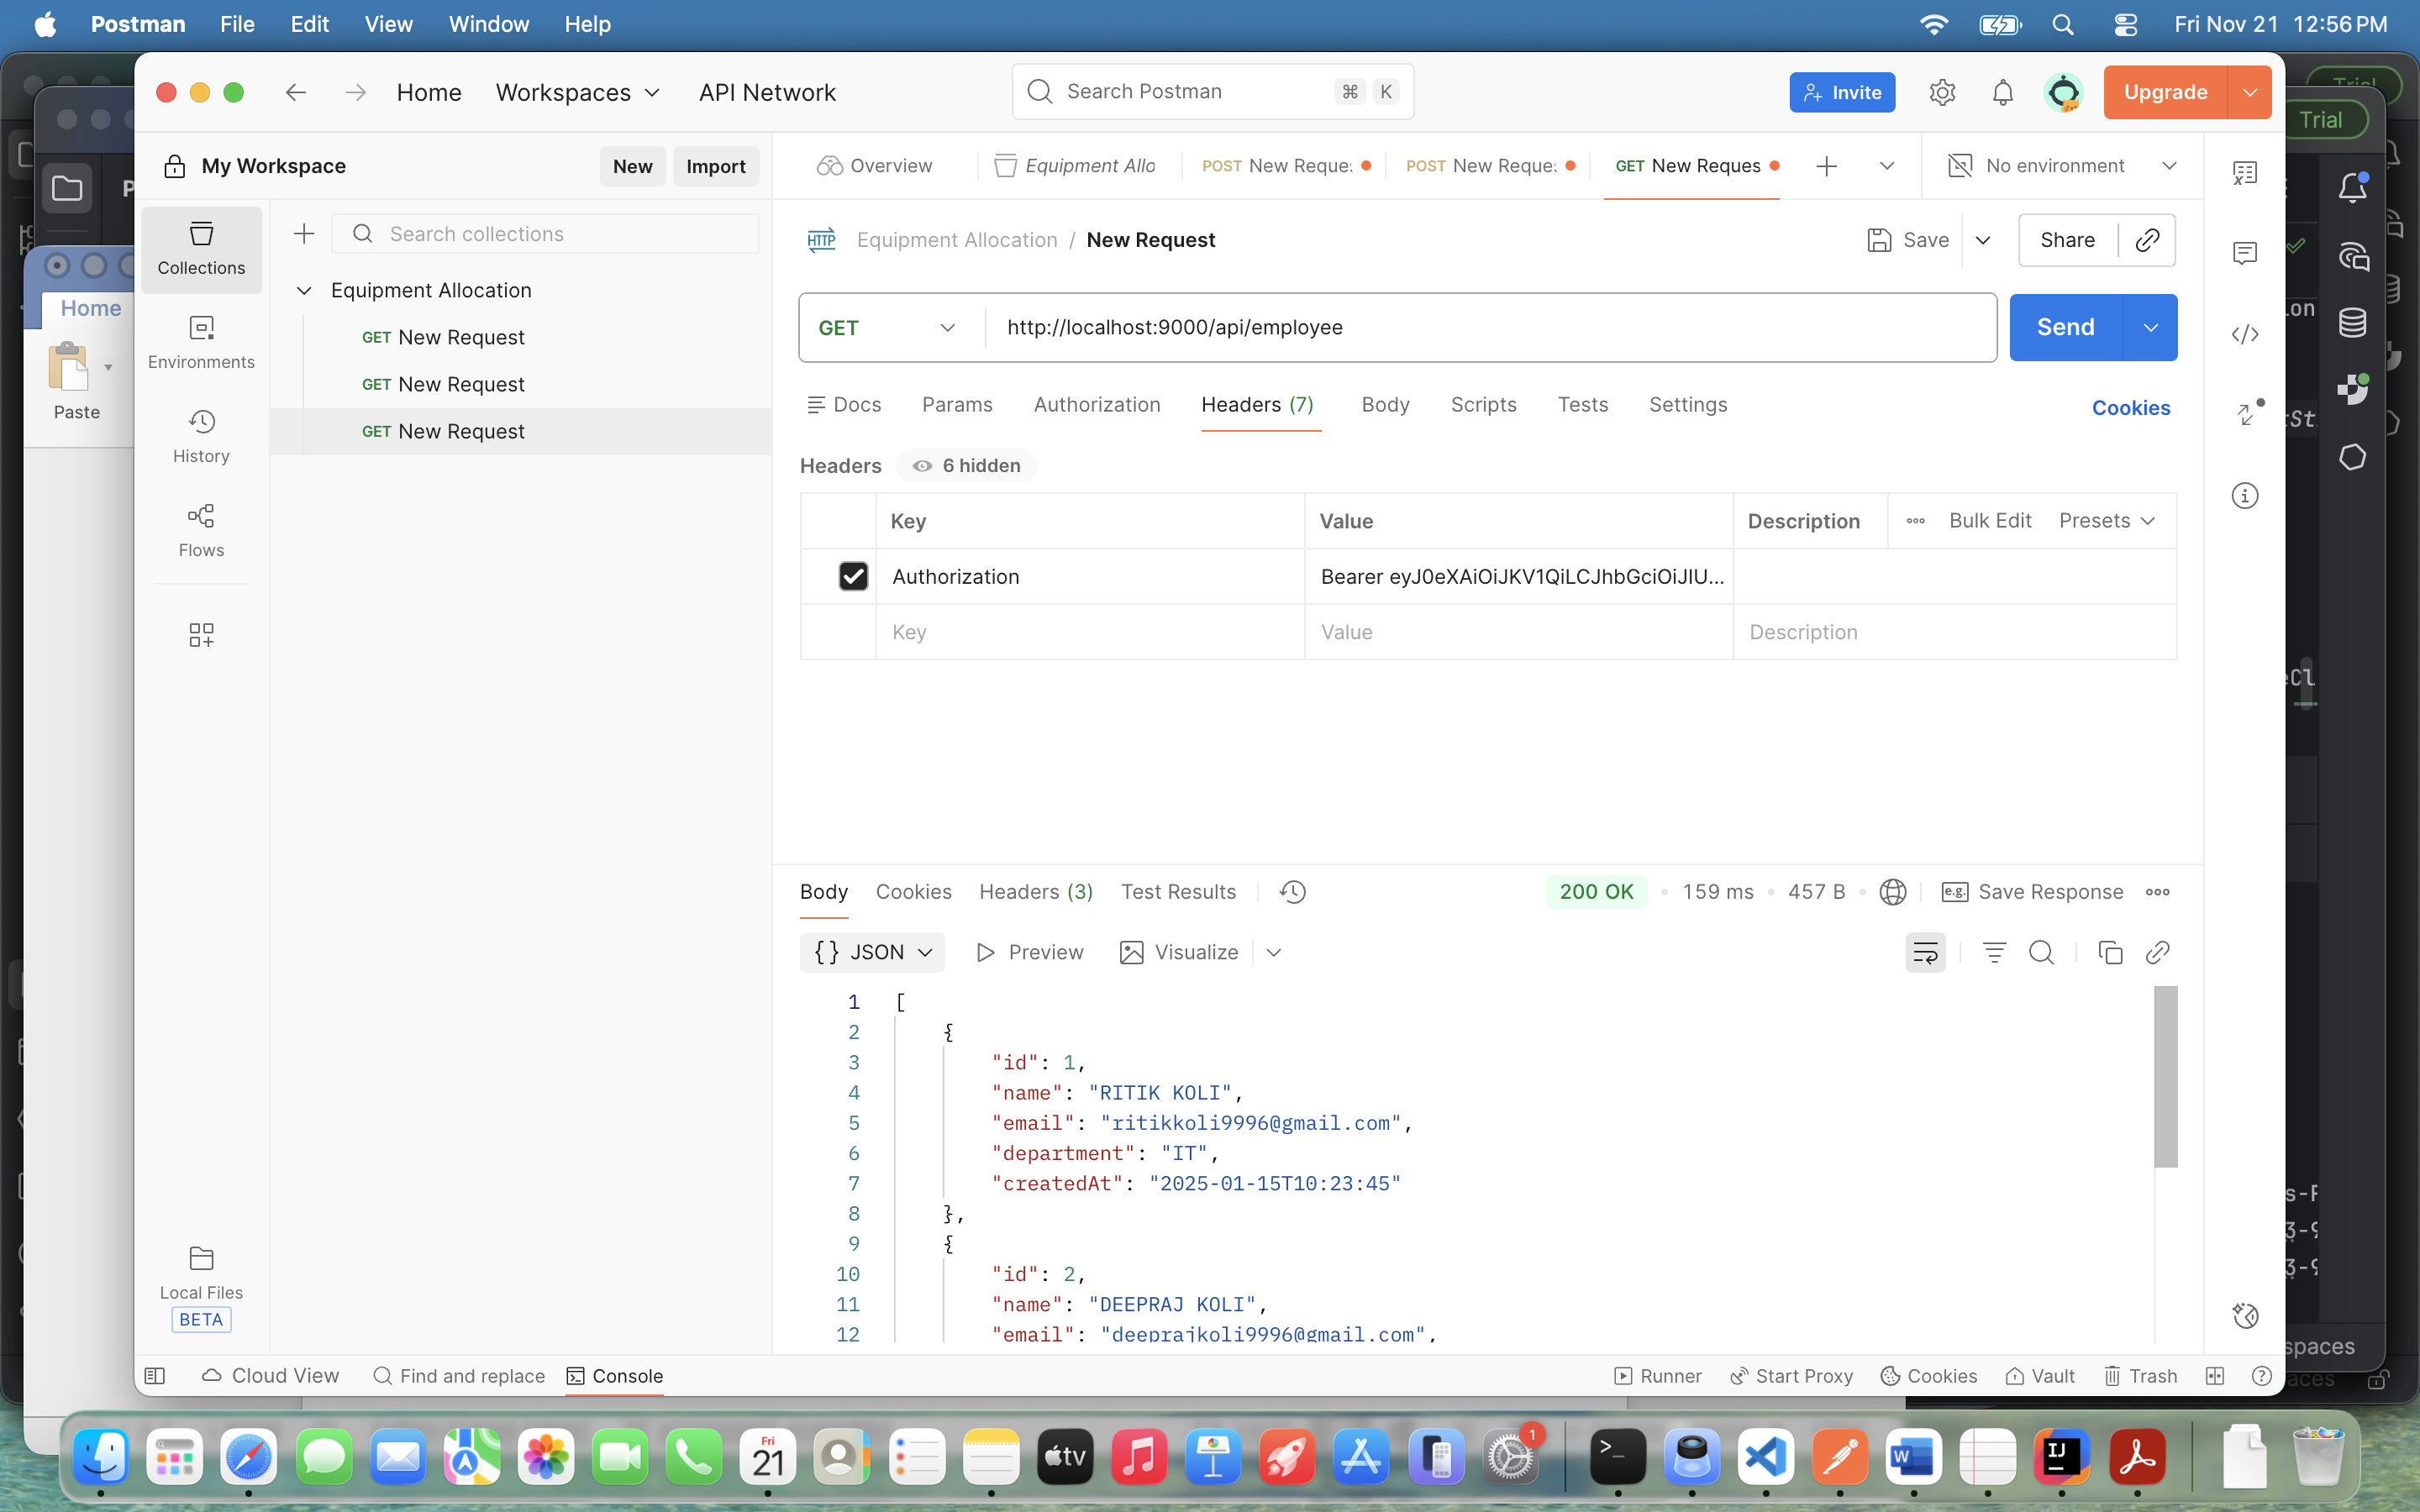 Postman File Edit View Window Help Fri Nov 21 12:56 PM
Home Workspaces API Network Search Postman ⌘ K Invite Upgrade
Trial
Trial
My Workspace New Import
Overview Equipment Allo POST New Reque: POST New Reque: GET New Reques No environment
Collections
Search collections
Environments
History
Flows
Equipment Allocation
GET New Request
GET New Request
GET New Request
Home
Paste
HTTP Equipment Allocation / New Request Save Share
GET http://localhost:9000/api/employee Send
Docs Params Authorization Headers (7) Body Scripts Tests Settings Cookies
Headers 6 hidden
Key Value Description Bulk Edit Presets
Authorization Bearer eyJ0eXAiOiJKV1QiLCJhbGciOiJIU...
Key Value Description
Body Cookies Headers (3) Test Results 200 OK 159 ms 457 B e.g. Save Response
{} JSON Preview Visualize
1 [
2 {
3 "id": 1,
4 "name": "RITIK KOLI",
5 "email": "ritikkoli9996@gmail.com",
6 "department": "IT",
7 "createdAt": "2025-01-15T10:23:45"
8 },
9 {
10 "id": 2,
11 "name": "DEEPRAJ KOLI",
12 "email": "deeprajkoli9996@gmail.com",
Local Files
BETA
Cloud View Find and replace Console Runner Start Proxy Cookies Vault Trash
spaces
Fri
21
tv
1
IJ